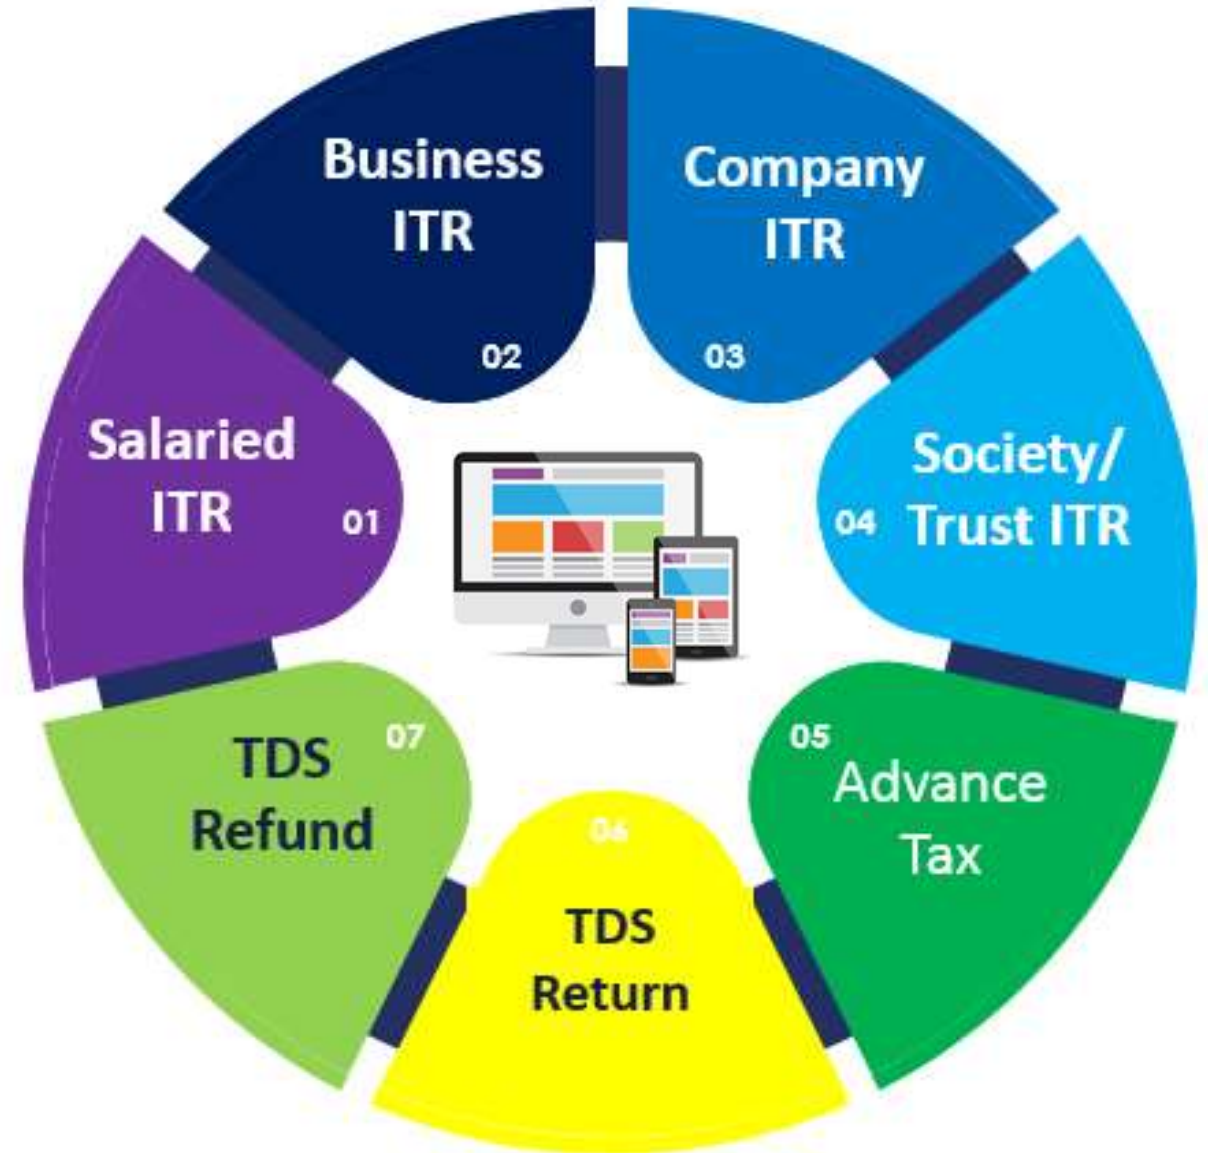 Salaried
ITR
01
Business
ITR
02
Company
ITR
03
Society/
Trust ITR
04
05
Advance
Tax
06
TDS
Return
07
TDS
Refund